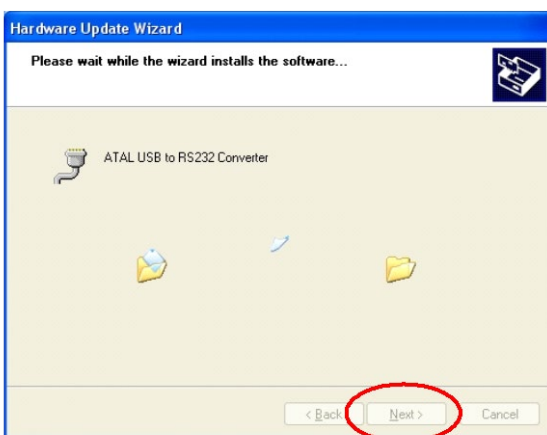 Hardware Update Wizard
Please wait while the wizard installs the software...
ATAL USB to RS232 Converter
< Back Next > Cancel